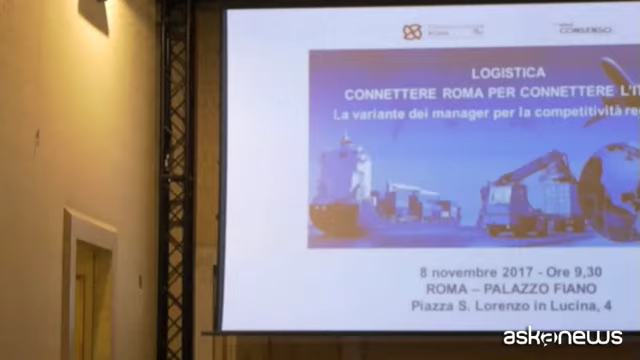 CONSENSO
LOGISTICA
CONNETTERE ROMA PER CONNETTERE L'IT
La variante dei manager per la competitività re
8 novembre 2017 - Ore 9,30
ROMA – PALAZZO FIANO
Piazza S. Lorenzo in Lucina, 4
askanews